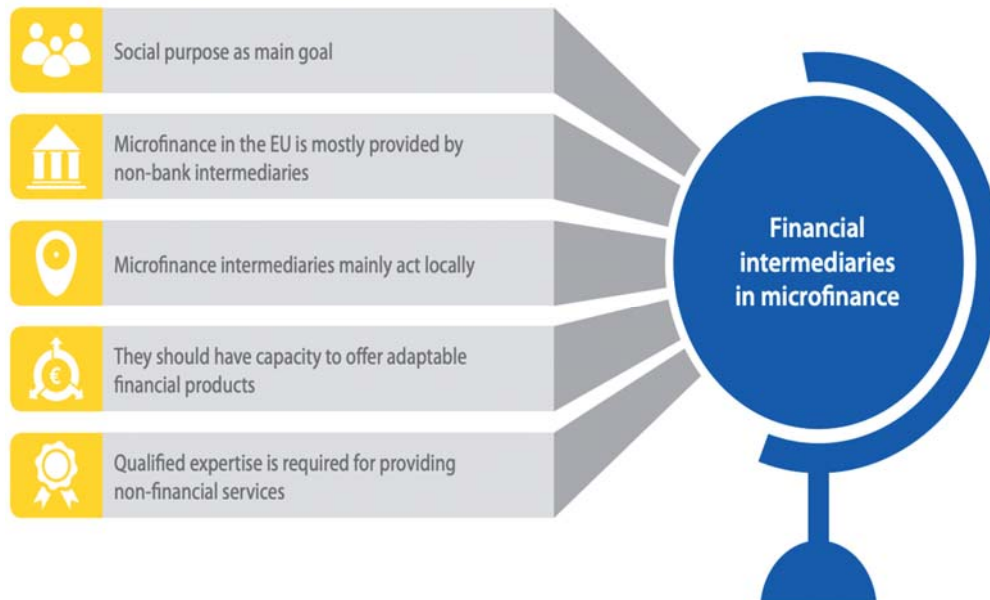 Social purpose as main goal
Microfinance in the EU is mostly provided by
non-bank intermediaries
Microfinance intermediaries mainly act locally
They should have capacity to offer adaptable
financial products
€
Qualified expertise is required for providing
non-financial services
Financial
intermediaries
in microfinance